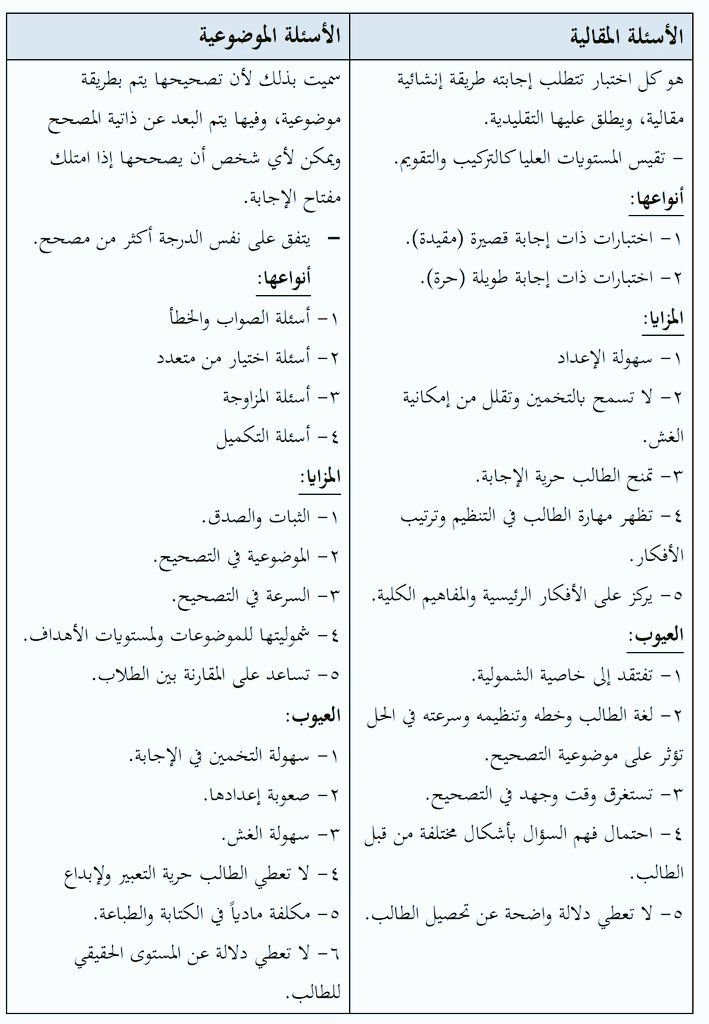 الأسئلة المقالية
هو كل اختبار تتطلب إجابته طريقة إنشائية
مقالية، ويطلق عليها التقليدية.
– تقيس المستويات العليا كالتركيب والتقويم.
أنواعها:
١- اختبارات ذات إجابة قصيرة (مقيدة).
٢- اختبارات ذات إجابة طويلة (حرة).
المزايا:
١- سهولة الإعداد
٢- لا تسمح بالتخمين وتقلل من إمكانية
الغش.
٣- تمنح الطالب حرية الإجابة.
٤- تظهر مهارة الطالب في التنظيم وترتيب
الأفكار.
٥- يركز على الأفكار الرئيسية والمفاهيم الكلية.
العيوب:
١- تفتقد إلى خاصية الشمولية.
٢- لغة الطالب وخطه وتنظيمه وسرعته في الحل
تؤثر على موضوعية التصحيح.
٣- تستغرق وقت وجهد في التصحيح.
٤- احتمال فهم السؤال بأشكال مختلفة من قبل
الطالب.
٥- لا تعطي دلالة واضحة عن تحصيل الطالب.
الأسئلة الموضوعية
سميت بذلك لأن تصحيحها يتم بطريقة
موضوعية، وفيها يتم البعد عن ذاتية المصحح
ويمكن لأي شخص أن يصححها إذا امتلك
مفتاح الإجابة.
– يتفق على نفس الدرجة أكثر من مصحح.
أنواعها:
١- أسئلة الصواب والخطأ
٢- أسئلة اختيار من متعدد
٣- أسئلة المزاوجة
٤- أسئلة التكميل
المزايا:
١- الثبات والصدق.
٢- الموضوعية في التصحيح.
٣- السرعة في التصحيح.
٤- شموليتها للموضوعات ولمستويات الأهداف.
٥- تساعد على المقارنة بين الطلاب.
العيوب:
١- سهولة التخمين في الإجابة.
٢- صعوبة إعدادها.
٣- سهولة الغش.
٤- لا تعطي الطالب حرية التعبير ولإبداع
٥- مكلفة مادياً في الكتابة والطباعة.
٦- لا تعطي دلالة عن المستوى الحقيقي
للطالب.